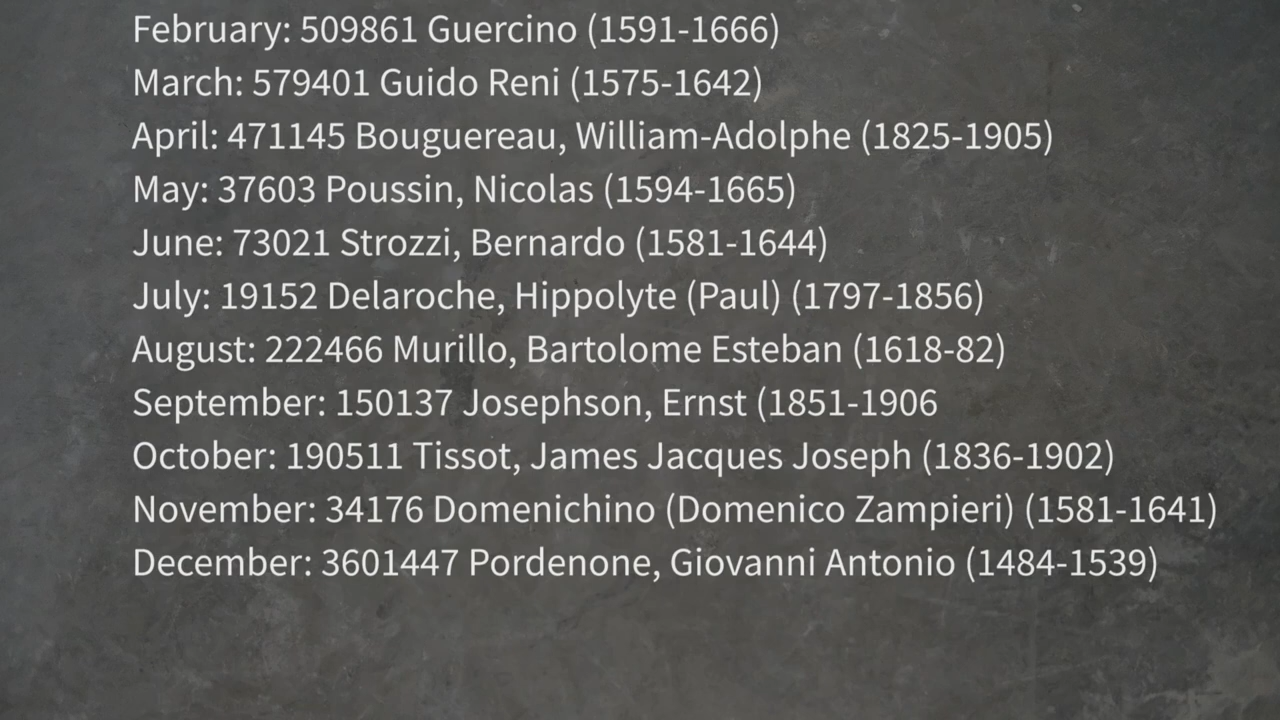 February: 509861 Guercino (1591-1666)
March: 579401 Guido Reni (1575-1642)
April: 471145 Bouguereau, William-Adolphe (1825-1905)
May: 37603 Poussin, Nicolas (1594-1665)
June: 73021 Strozzi, Bernardo (1581-1644)
July: 19152 Delaroche, Hippolyte (Paul) (1797-1856)
August: 222466 Murillo, Bartolome Esteban (1618-82)
September: 150137 Josephson, Ernst (1851-1906
October: 190511 Tissot, James Jacques Joseph (1836-1902)
November: 34176 Domenichino (Domenico Zampieri) (1581-1641)
December: 3601447 Pordenone, Giovanni Antonio (1484-1539)